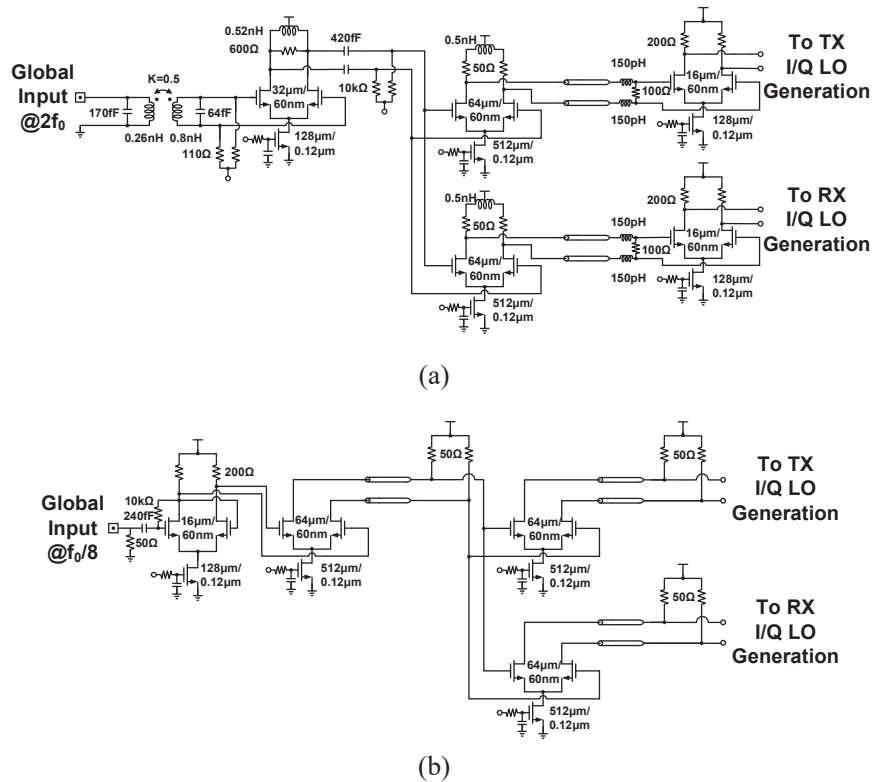 0.52nH
600Ω
420fF
Global
Input
@2f₀
K=0.5
170fF
64fF
0.26nH
0.8nH
110Ω
32μm/
60nm
128μm/
0.12μm
10kΩ
0.5nH
50Ω
64μm/
60nm
512μm/
0.12μm
150pH
100Ω
150pH
200Ω
16μm/
60nm
128μm/
0.12μm
To TX
I/Q LO
Generation
0.5nH
50Ω
64μm/
60nm
512μm/
0.12μm
150pH
100Ω
150pH
200Ω
16μm/
60nm
128μm/
0.12μm
To RX
I/Q LO
Generation
(a)
Global
Input
@f₀/8
10kΩ
240fF
50Ω
200Ω
16μm/
60nm
128μm/
0.12μm
64μm/
60nm
512μm/
0.12μm
50Ω
64μm/
60nm
512μm/
0.12μm
50Ω
To TX
I/Q LO
Generation
64μm/
60nm
512μm/
0.12μm
50Ω
To RX
I/Q LO
Generation
(b)